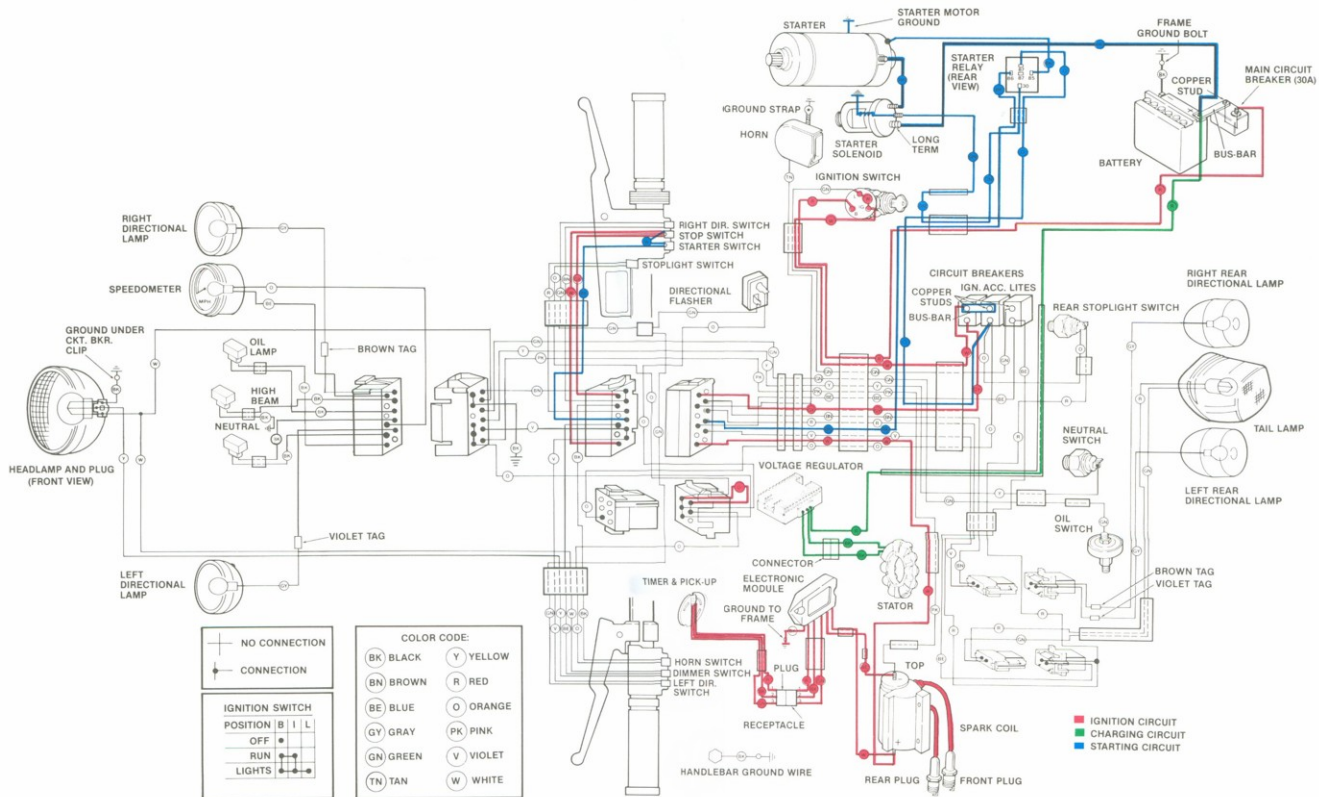 STARTER MOTOR
GROUND
STARTER
FRAME
GROUND BOLT
STARTER
RELAY
(REAR
VIEW)
MAIN CIRCUIT
BREAKER (30A)
COPPER
STUD
GROUND STRAP
HORN
STARTER
SOLENOID
LONG
TERM
BATTERY
BUS-BAR
IGNITION SWITCH
RIGHT
DIRECTIONAL
LAMP
RIGHT DIR. SWITCH
STOP SWITCH
STARTER SWITCH
STOPLIGHT SWITCH
SPEEDOMETER
DIRECTIONAL
FLASHER
CIRCUIT BREAKERS
IGN. ACC. LITES
COPPER
STUDS
BUS-BAR
REAR STOPLIGHT SWITCH
RIGHT REAR
DIRECTIONAL LAMP
GROUND UNDER
CKT. BKR.
CLIP
OIL
LAMP
BROWN TAG
HIGH
BEAM
NEUTRAL
HEADLAMP AND PLUG
(FRONT VIEW)
TAIL LAMP
NEUTRAL
SWITCH
VOLTAGE REGULATOR
LEFT REAR
DIRECTIONAL LAMP
OIL
SWITCH
VIOLET TAG
CONNECTOR
STATOR
LEFT
DIRECTIONAL
LAMP
TIMER & PICK-UP
ELECTRONIC
MODULE
GROUND TO
FRAME
BROWN TAG
VIOLET TAG
NO CONNECTION
CONNECTION
COLOR CODE:
BK BLACK Y YELLOW
BN BROWN R RED
BE BLUE O ORANGE
GY GRAY PK PINK
GN GREEN V VIOLET
TN TAN W WHITE
IGNITION SWITCH
POSITION B I L
OFF
RUN
LIGHTS
HORN SWITCH
DIMMER SWITCH
LEFT DIR.
SWITCH
PLUG
RECEPTACLE
TOP
SPARK COIL
HANDLEBAR GROUND WIRE
REAR PLUG
FRONT PLUG
IGNITION CIRCUIT
CHARGING CIRCUIT
STARTING CIRCUIT